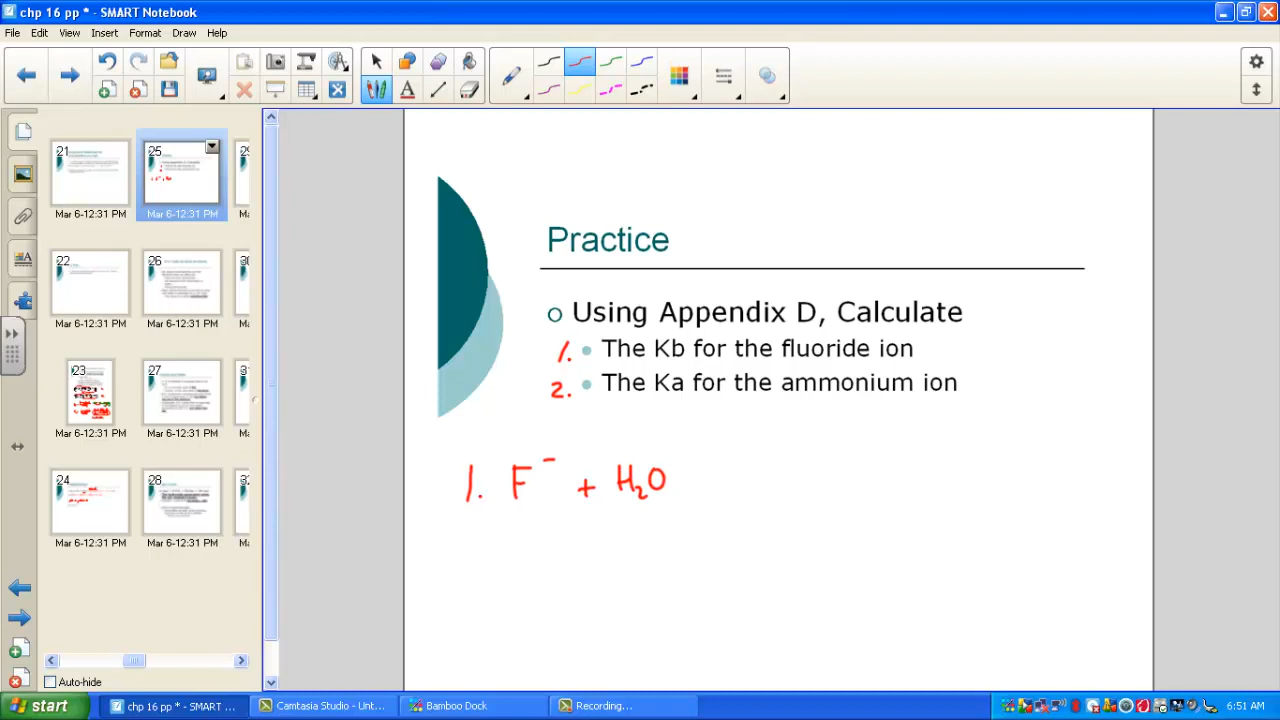 chp 16 pp * - SMART Notebook
File Edit View Insert Format Draw Help
21 25
Mar 6-12:31 PM Mar 6-12:31 PM
22 26
Mar 6-12:31 PM Mar 6-12:31 PM
23 27
Mar 6-12:31 PM Mar 6-12:31 PM
24 28
Mar 6-12:31 PM Mar 6-12:31 PM
Auto-hide
Practice
Using Appendix D, Calculate
1. The Kb for the fluoride ion
2. The Ka for the ammonium ion
1. F⁻ + H₂O
start chp 16 pp * - SMART ... Camtasia Studio - Unt... Bamboo Dock Recording... 6:51 AM